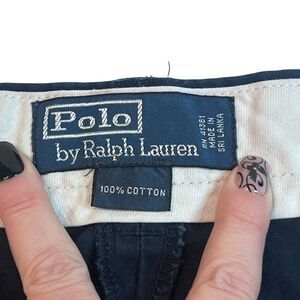 Polo
by Ralph Lauren
RN 41381
MADE IN
SRI LANKA
100% COTTON